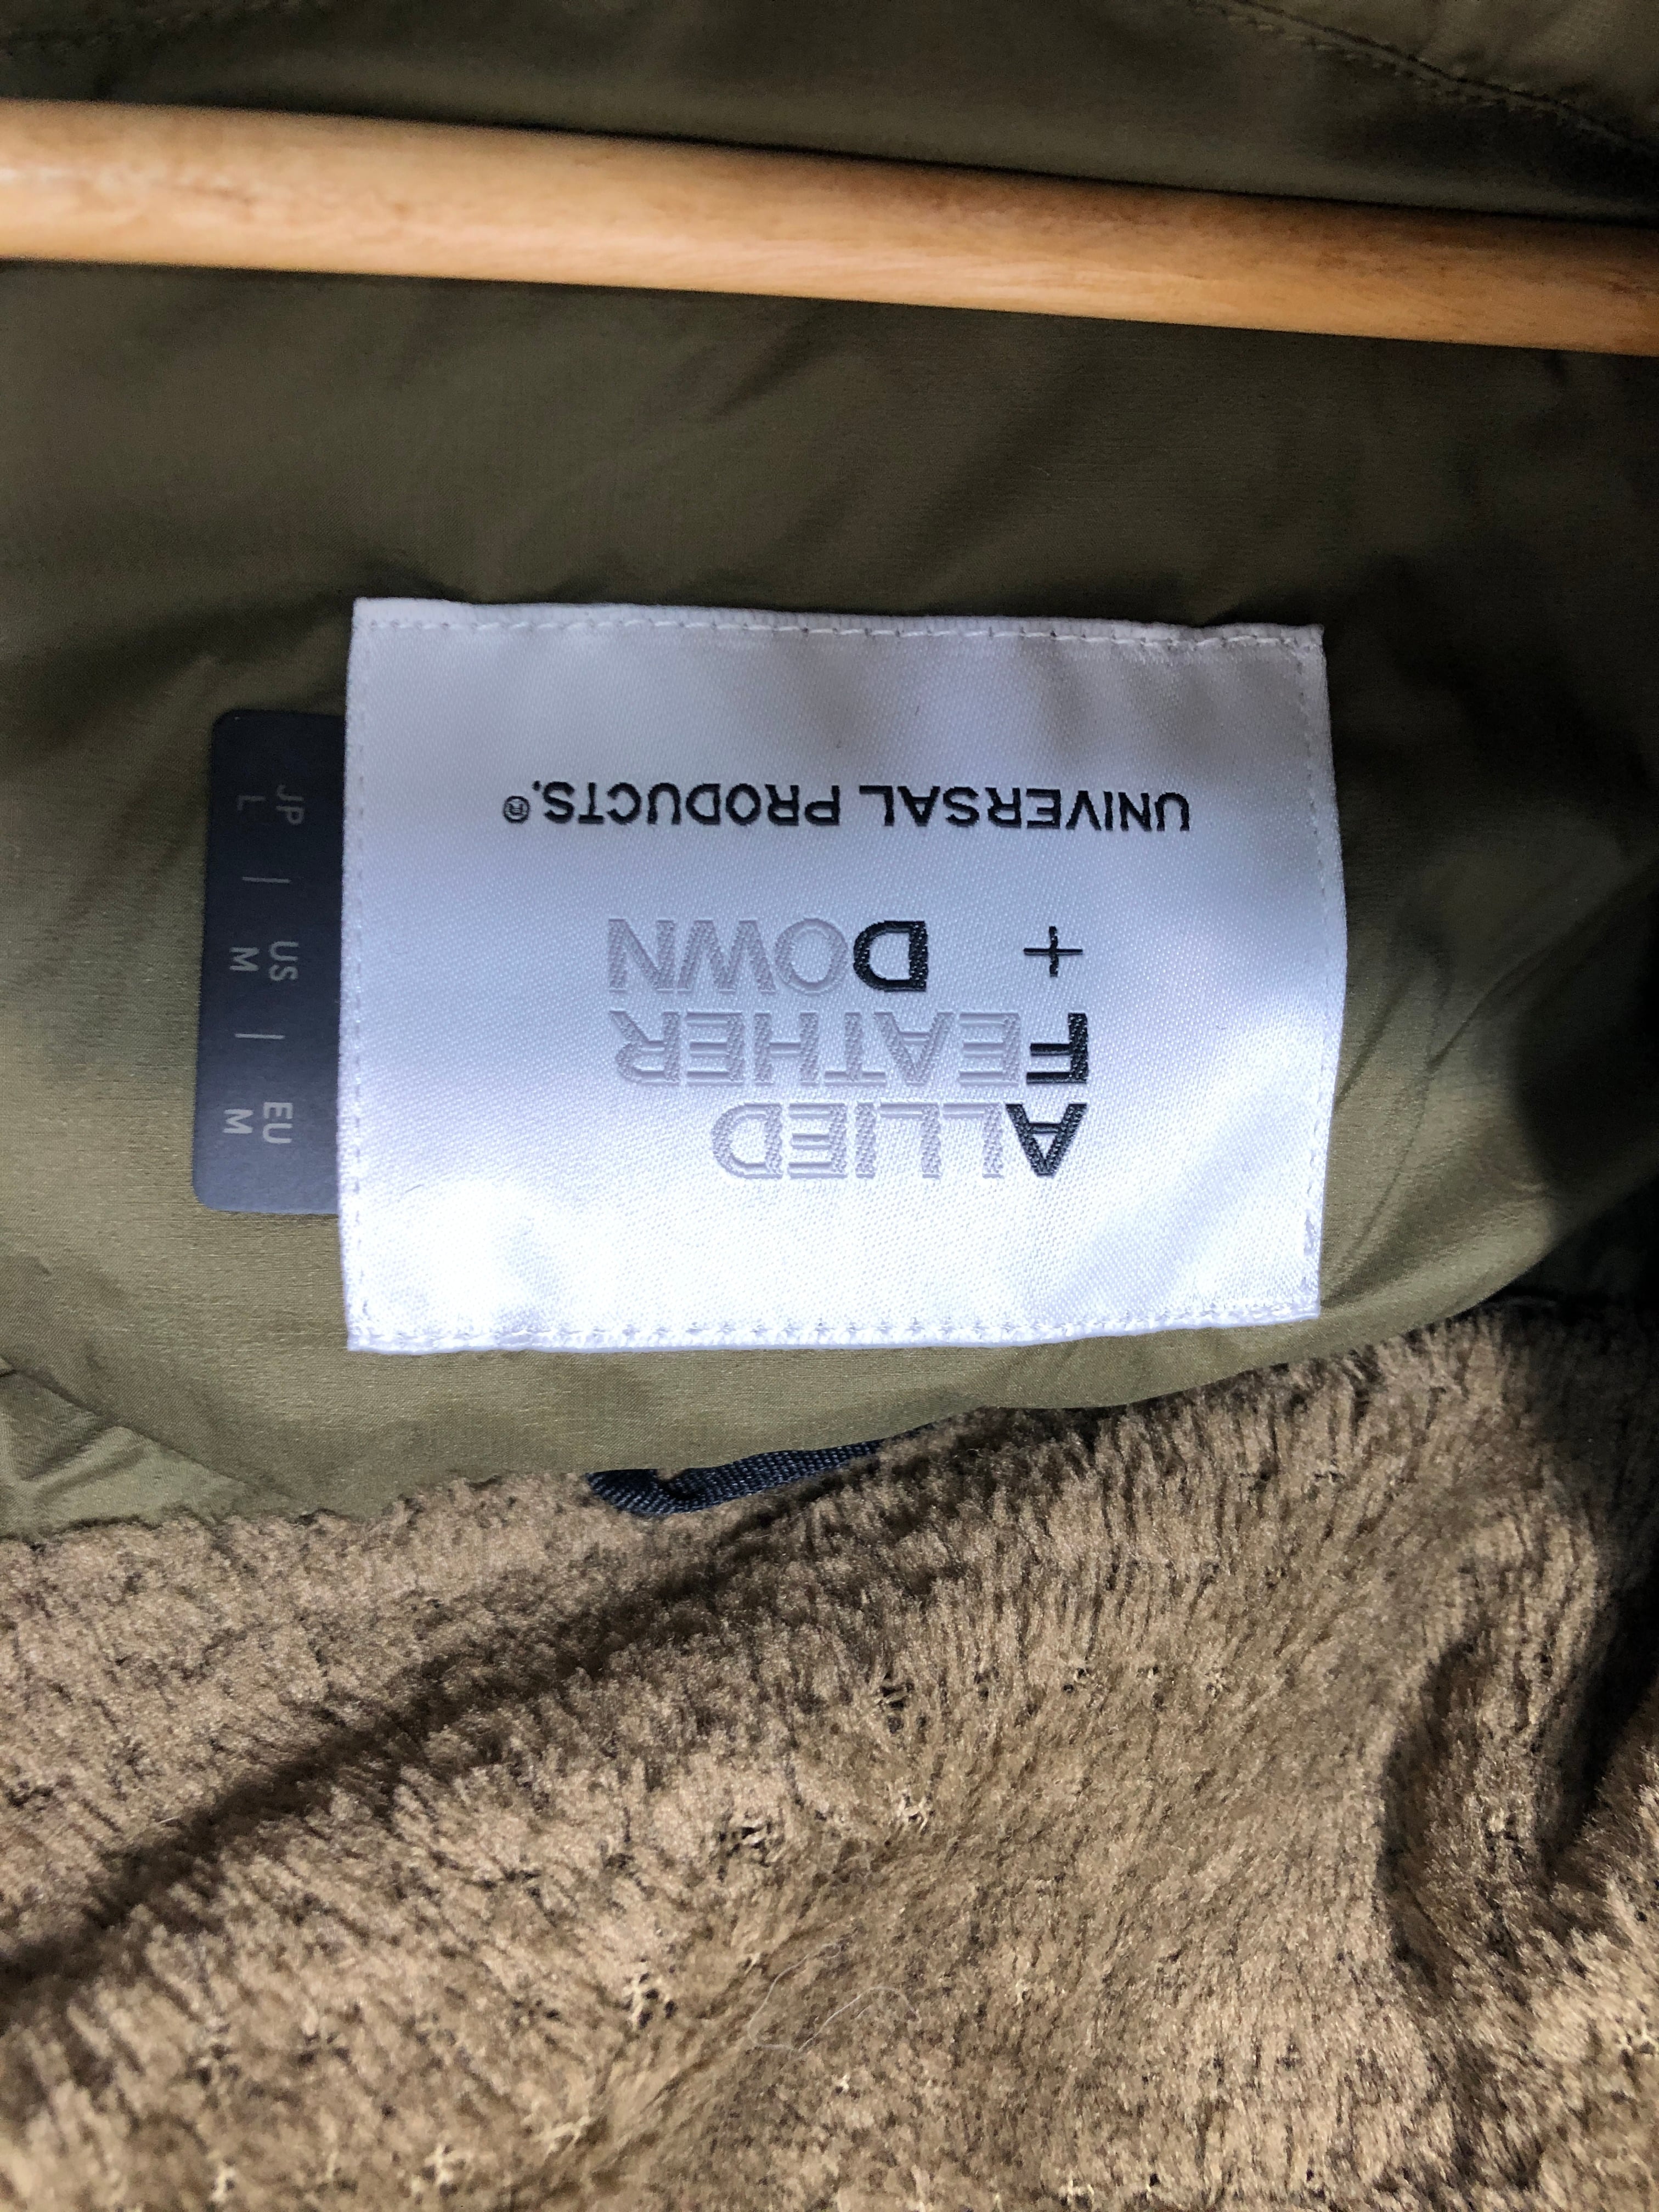 ALLIED
FEATHER
+ DOWN
UNIVERSAL PRODUCTS.®
EU | US | JP
M | M | L